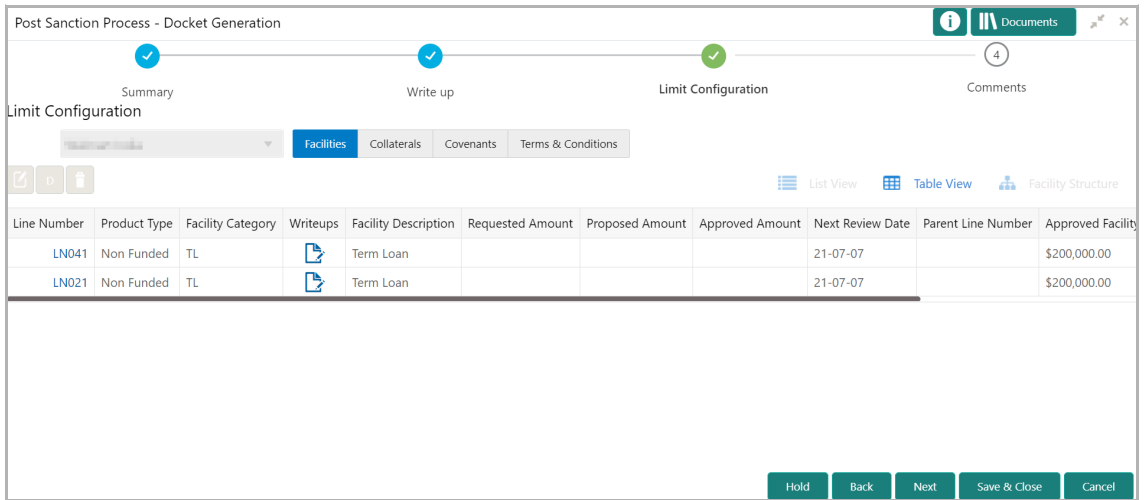 Post Sanction Process - Docket Generation
Documents
4
Summary Write up Limit Configuration Comments
Limit Configuration
Facilities Collaterals Covenants Terms & Conditions
List View Table View Facility Structure
Line Number Product Type Facility Category Writeups Facility Description Requested Amount Proposed Amount Approved Amount Next Review Date Parent Line Number Approved Facility
LN041 Non Funded TL Term Loan 21-07-07 $200,000.00
LN021 Non Funded TL Term Loan 21-07-07 $200,000.00
Hold Back Next Save & Close Cancel